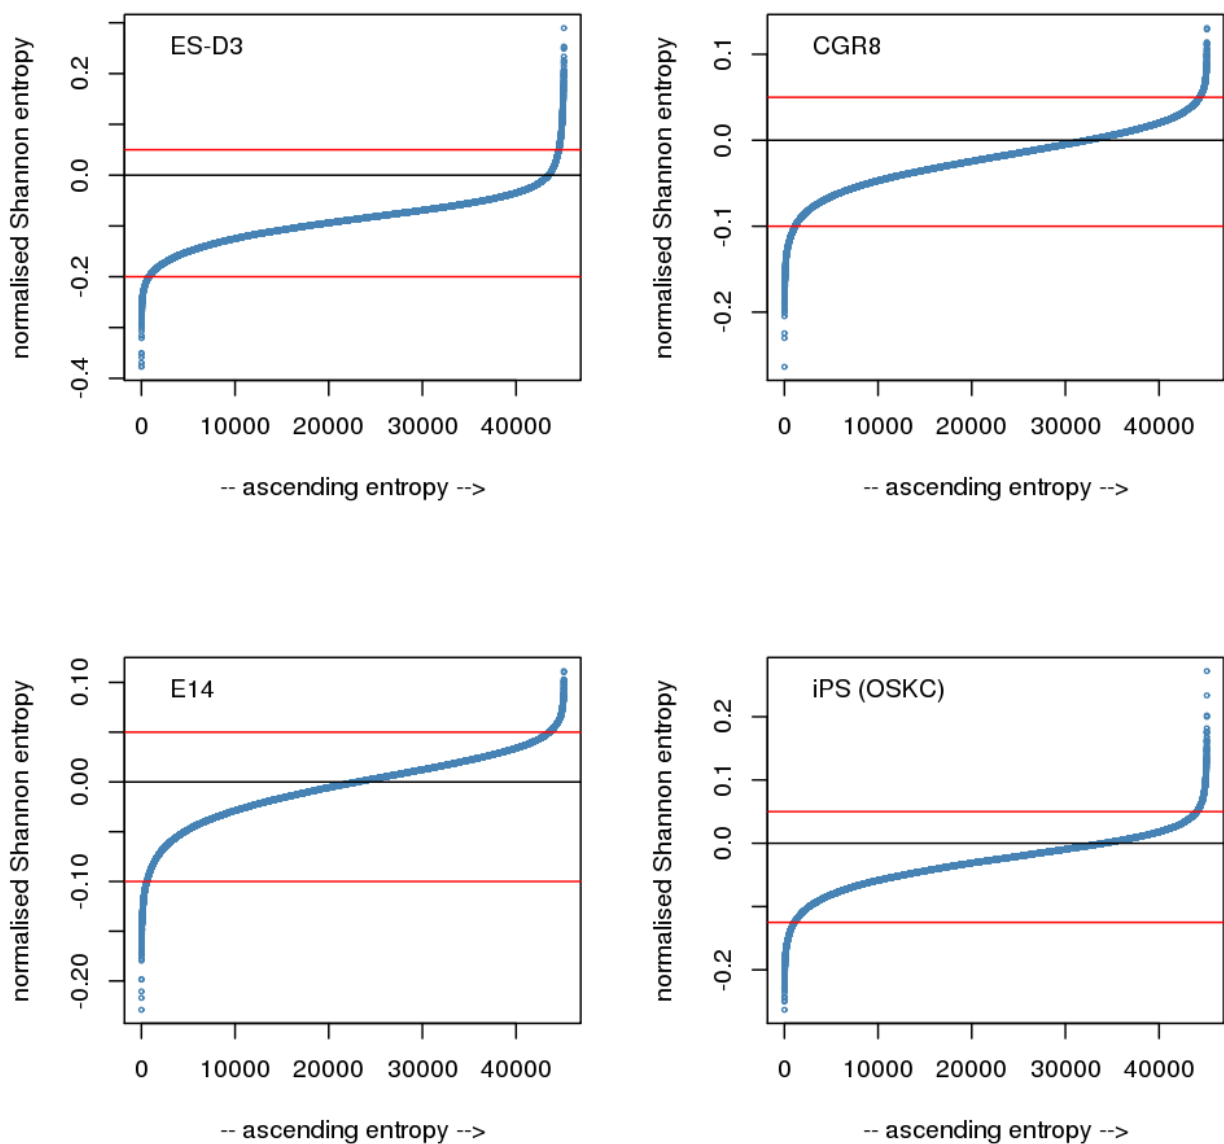 ES-D3
normalised Shannon entropy
0.2
0.0
-0.2
-0.4
0 10000 20000 30000 40000
-- ascending entropy -->
CGR8
normalised Shannon entropy
0.1
0.0
-0.1
-0.2
0 10000 20000 30000 40000
-- ascending entropy -->
E14
normalised Shannon entropy
0.10
0.00
-0.10
-0.20
0 10000 20000 30000 40000
-- ascending entropy -->
iPS (OSKC)
normalised Shannon entropy
0.2
0.1
0.0
-0.2
0 10000 20000 30000 40000
-- ascending entropy -->